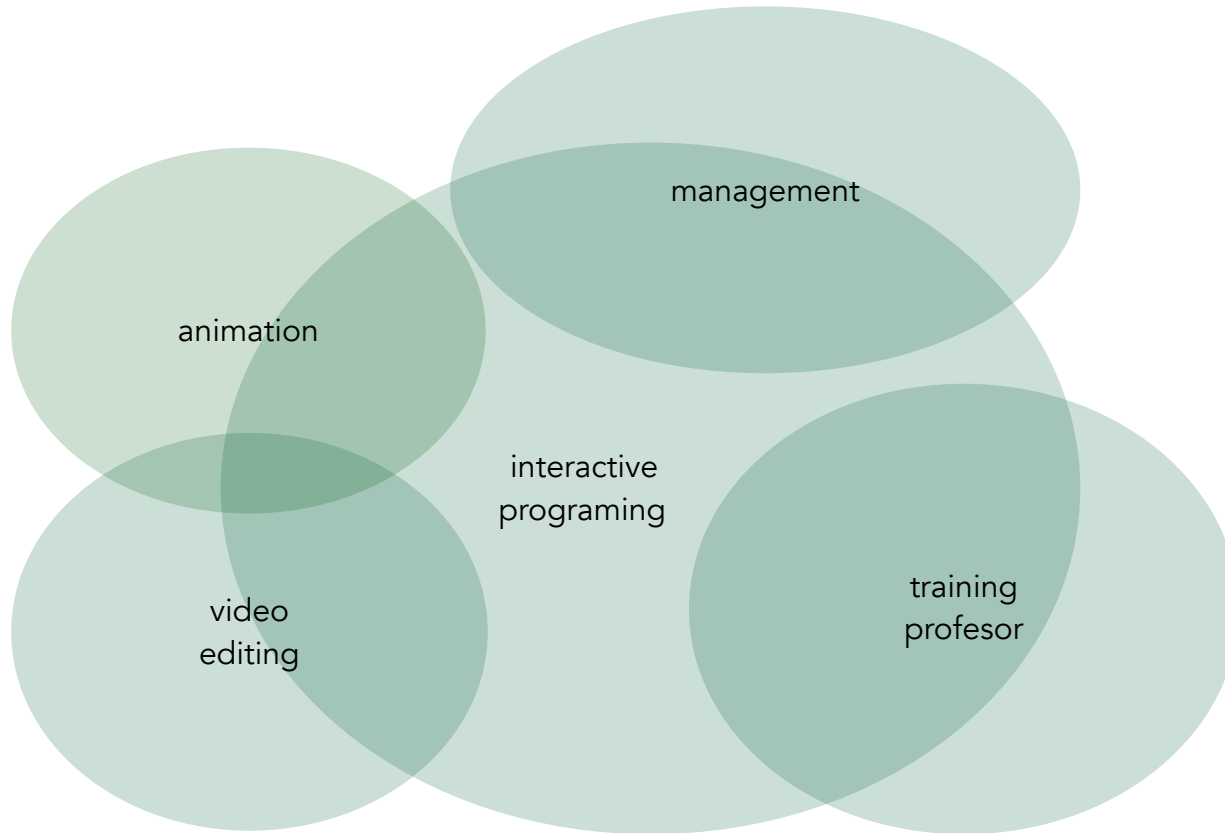 management
animation
interactive
programing
training
profesor
video
editing